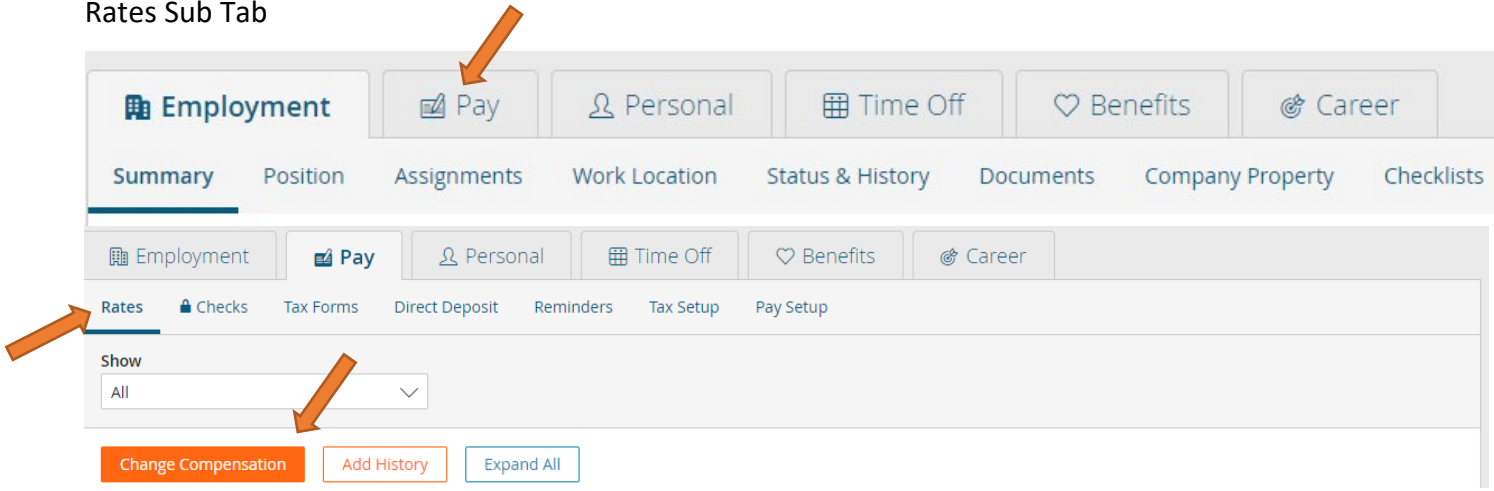 Rates Sub Tab
Employment Pay Personal Time Off Benefits Career
Summary Position Assignments Work Location Status & History Documents Company Property Checklists
Employment Pay Personal Time Off Benefits Career
Rates Checks Tax Forms Direct Deposit Reminders Tax Setup Pay Setup
Show
All
Change Compensation Add History Expand All